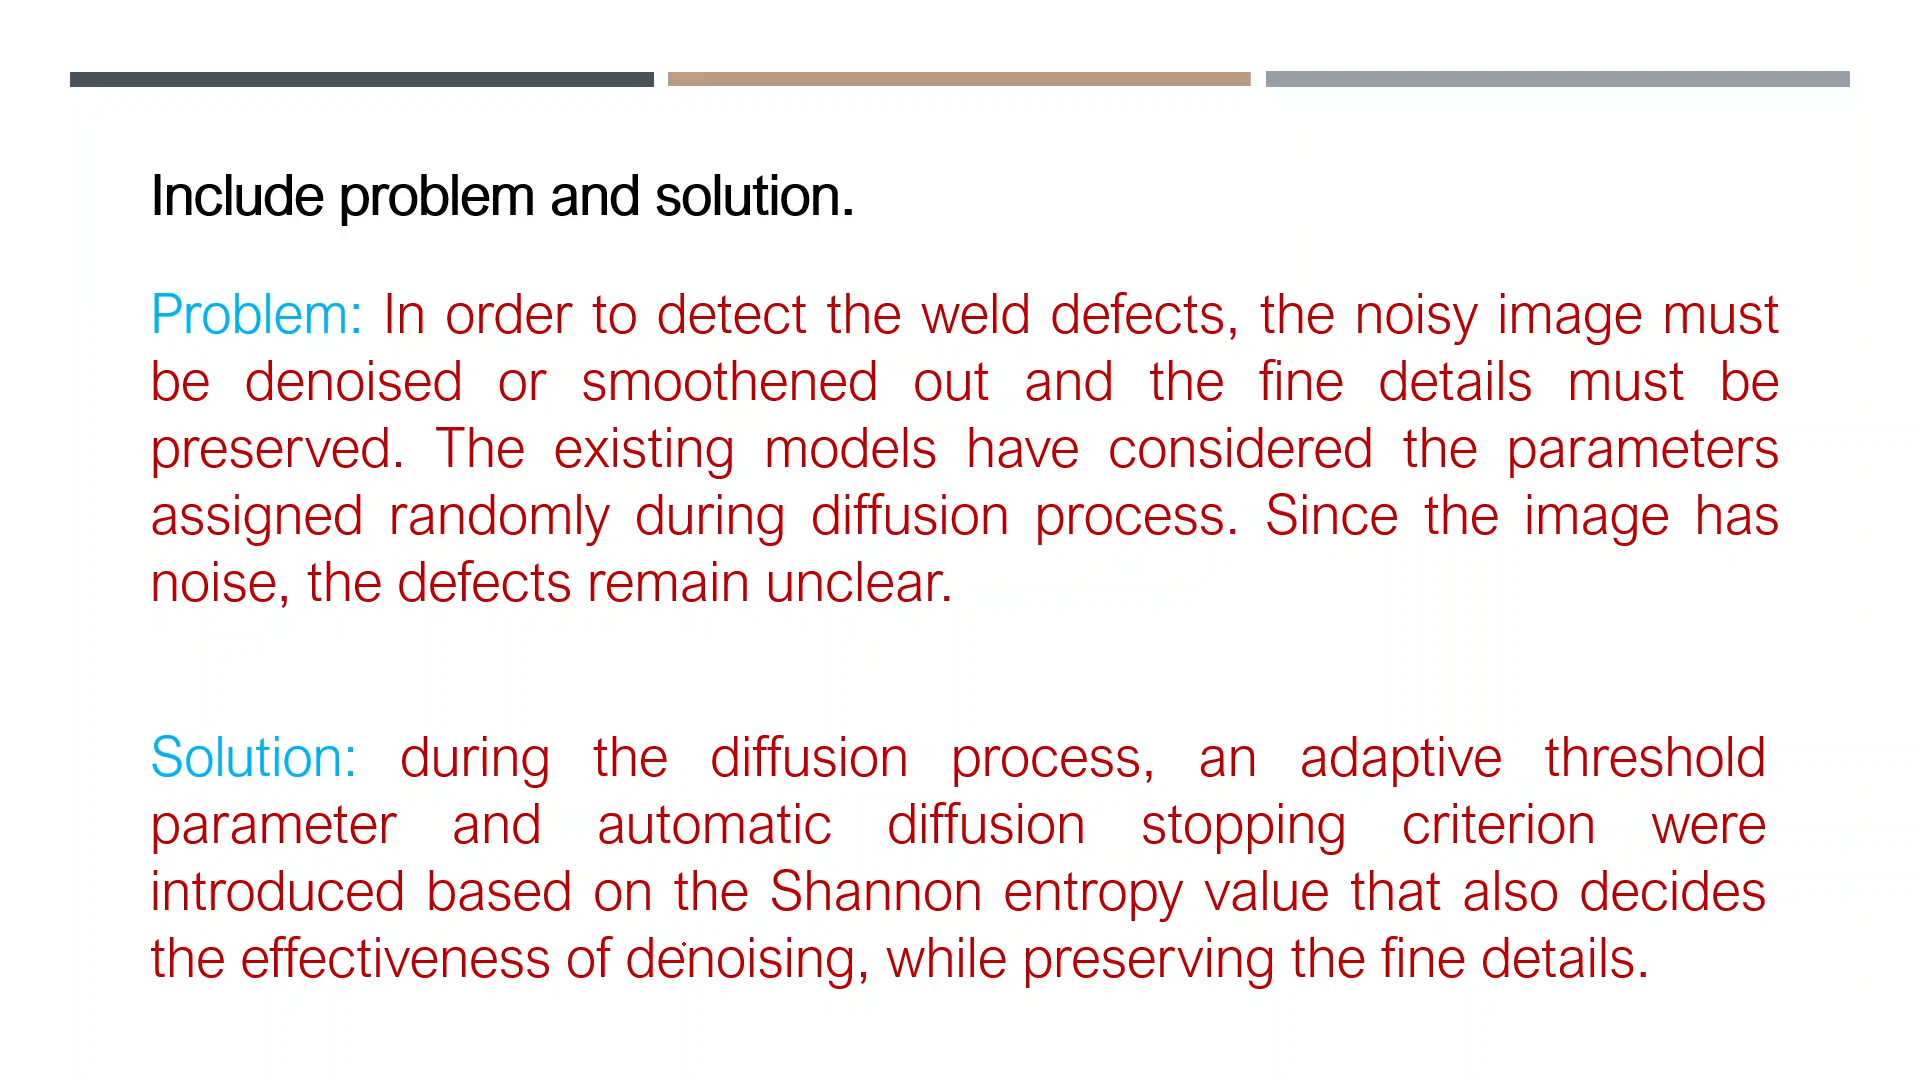 Include problem and solution.
Problem: In order to detect the weld defects, the noisy image must
be denoised or smoothened out and the fine details must be
preserved. The existing models have considered the parameters
assigned randomly during diffusion process. Since the image has
noise, the defects remain unclear.
Solution: during the diffusion process, an adaptive threshold
parameter and automatic diffusion stopping criterion were
introduced based on the Shannon entropy value that also decides
the effectiveness of denoising, while preserving the fine details.